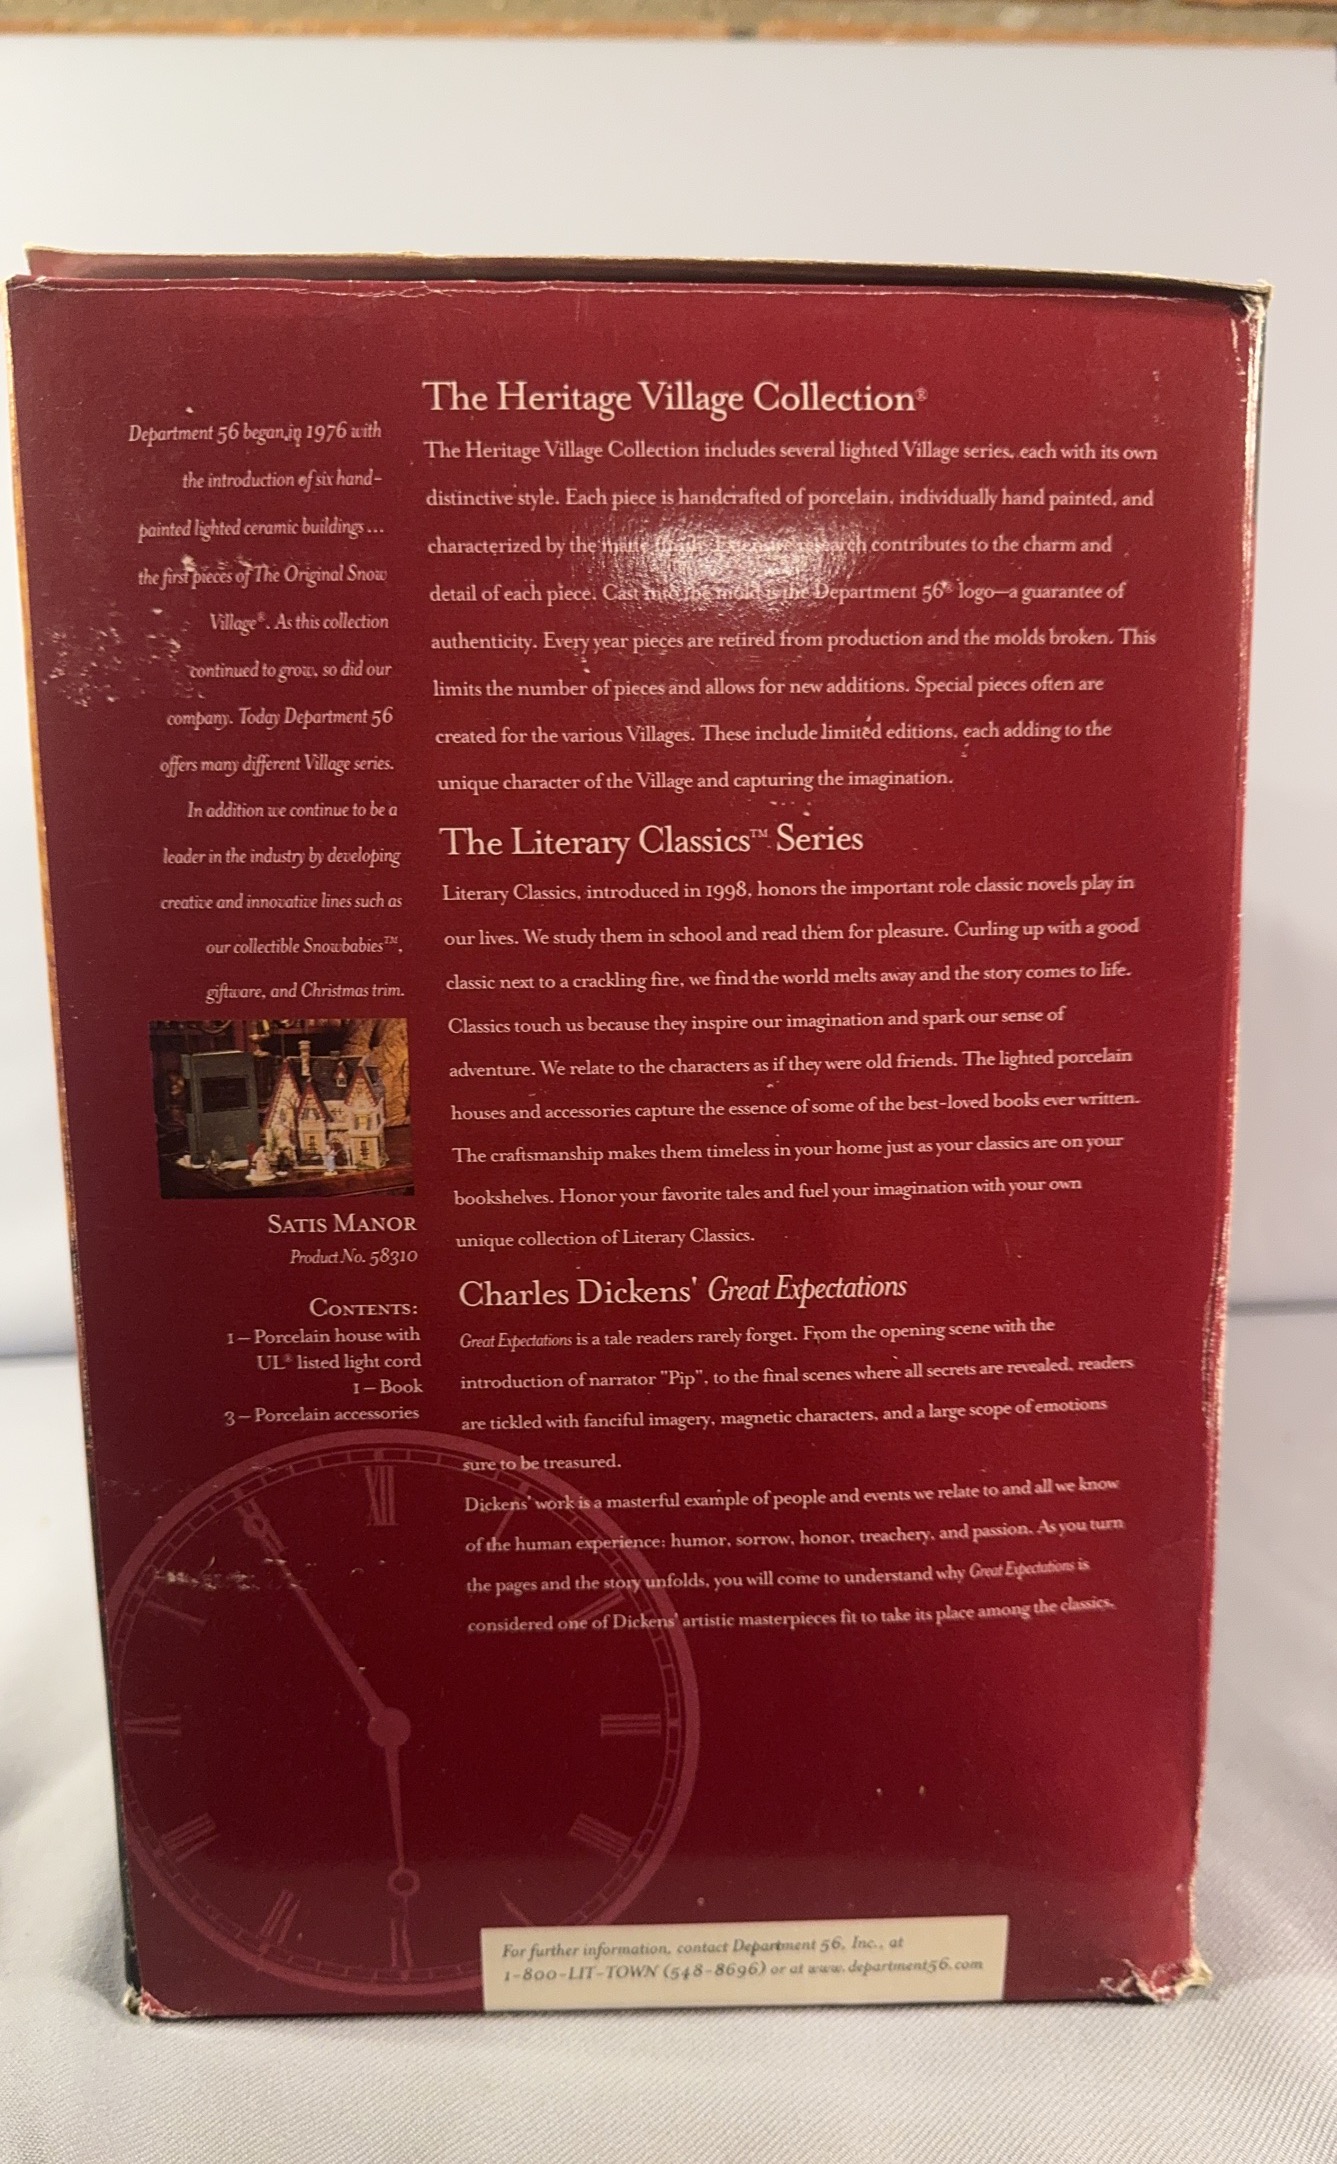 Department 56 began in 1976 with
the introduction of six hand-
painted lighted ceramic buildings...
the first pieces of The Original Snow
Village®. As this collection
continued to grow, so did our
company. Today Department 56
offers many different Village series.
In addition we continue to be a
leader in the industry by developing
creative and innovative lines such as
our collectible Snowbabies™,
giftware, and Christmas trim.
SATIS MANOR
Product No. 58310
CONTENTS:
1 – Porcelain house with
UL® listed light cord
1 – Book
3 – Porcelain accessories
The Heritage Village Collection®
The Heritage Village Collection includes several lighted Village series, each with its own
distinctive style. Each piece is handcrafted of porcelain, individually hand painted, and
characterized by the matte finish. Extensive research contributes to the charm and
detail of each piece. Cast into the mold is the Department 56® logo—a guarantee of
authenticity. Every year pieces are retired from production and the molds broken. This
limits the number of pieces and allows for new additions. Special pieces often are
created for the various Villages. These include limited editions, each adding to the
unique character of the Village and capturing the imagination.
The Literary Classics™ Series
Literary Classics, introduced in 1998, honors the important role classic novels play in
our lives. We study them in school and read them for pleasure. Curling up with a good
classic next to a crackling fire, we find the world melts away and the story comes to life.
Classics touch us because they inspire our imagination and spark our sense of
adventure. We relate to the characters as if they were old friends. The lighted porcelain
houses and accessories capture the essence of some of the best-loved books ever written.
The craftsmanship makes them timeless in your home just as your classics are on your
bookshelves. Honor your favorite tales and fuel your imagination with your own
unique collection of Literary Classics.
Charles Dickens' Great Expectations
Great Expectations is a tale readers rarely forget. From the opening scene with the
introduction of narrator "Pip", to the final scenes where all secrets are revealed, readers
are tickled with fanciful imagery, magnetic characters, and a large scope of emotions
sure to be treasured.
Dickens' work is a masterful example of people and events we relate to and all we know
of the human experience: humor, sorrow, honor, treachery, and passion. As you turn
the pages and the story unfolds, you will come to understand why Great Expectations is
considered one of Dickens' artistic masterpieces fit to take its place among the classics.
For further information, contact Department 56, Inc., at
1-800-LIT-TOWN (548-8696) or at www.department56.com